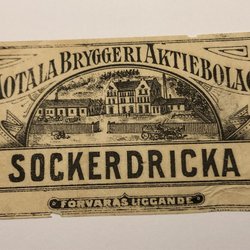 MOTALA BRYGGERI AKTIEBOLAG
SOCKERDRICKA
FÖRVARAS LIGGANDE